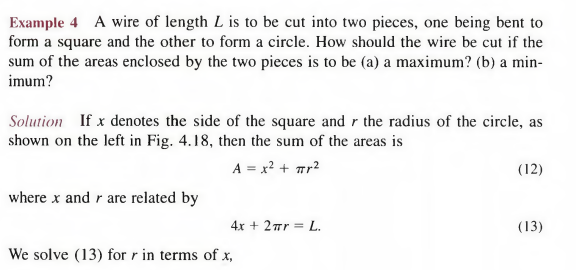 Example 4 A wire of length L is to be cut into two pieces, one being bent to
form a square and the other to form a circle. How should the wire be cut if the
sum of the areas enclosed by the two pieces is to be (a) a maximum? (b) a min-
imum?
Solution If x denotes the side of the square and r the radius of the circle, as
shown on the left in Fig. 4.18, then the sum of the areas is
A = x² + πr² (12)
where x and r are related by
4x + 2πr = L. (13)
We solve (13) for r in terms of x,